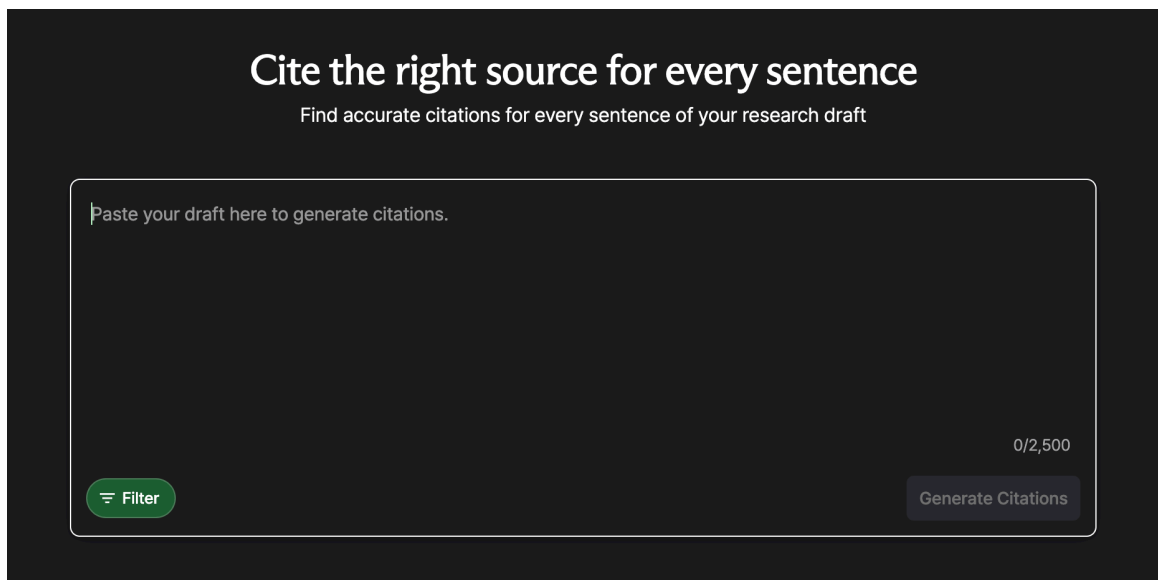 Cite the right source for every sentence
Find accurate citations for every sentence of your research draft
Paste your draft here to generate citations.
0/2,500
Filter
Generate Citations